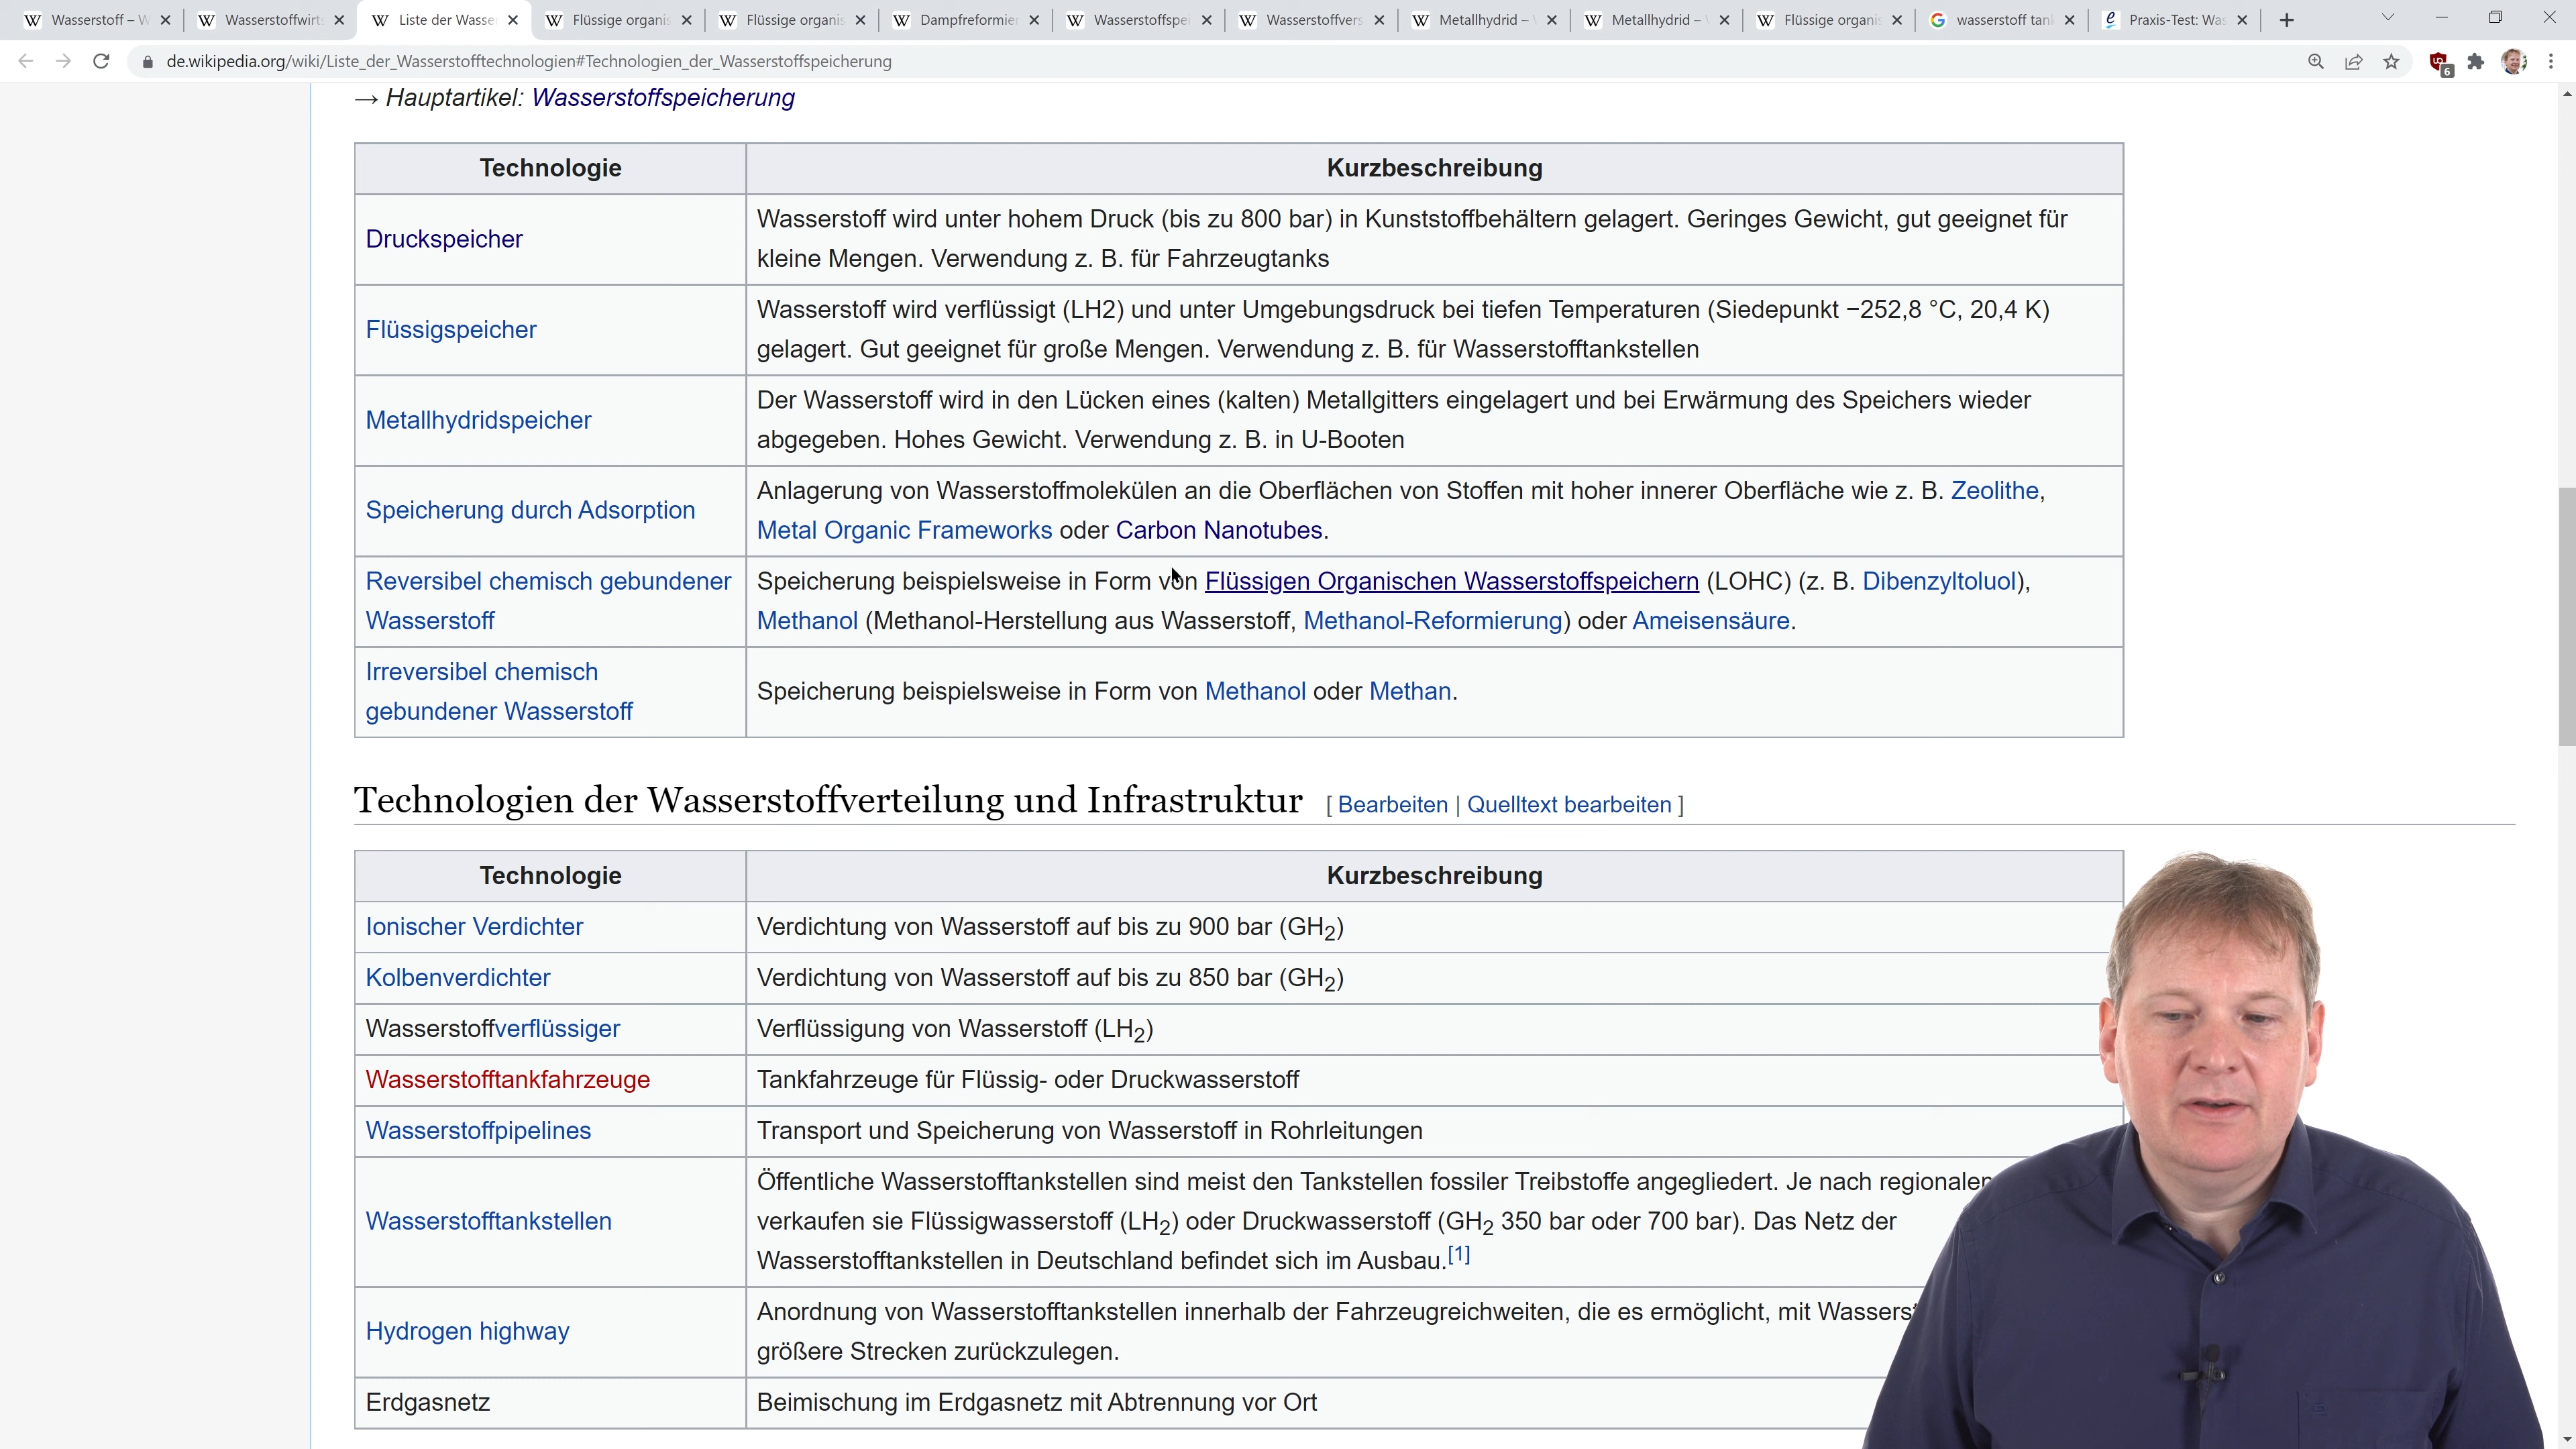 Wasserstoff – W
Wasserstoffwirts
Liste der Wasser
Flüssige organis
Flüssige organis
Dampfreformier
Wasserstoffspei
Wasserstoffvers
Metallhydrid –
Metallhydrid –
Flüssige organis
wasserstoff tank
Praxis-Test: Was
de.wikipedia.org/wiki/Liste_der_Wasserstofftechnologien#Technologien_der_Wasserstoffspeicherung
6
→ Hauptartikel: Wasserstoffspeicherung
Technologie Kurzbeschreibung
Druckspeicher
Wasserstoff wird unter hohem Druck (bis zu 800 bar) in Kunststoffbehältern gelagert. Geringes Gewicht, gut geeignet für
kleine Mengen. Verwendung z. B. für Fahrzeugtanks
Flüssigspeicher
Wasserstoff wird verflüssigt (LH2) und unter Umgebungsdruck bei tiefen Temperaturen (Siedepunkt −252,8 °C, 20,4 K)
gelagert. Gut geeignet für große Mengen. Verwendung z. B. für Wasserstofftankstellen
Metallhydridspeicher
Der Wasserstoff wird in den Lücken eines (kalten) Metallgitters eingelagert und bei Erwärmung des Speichers wieder
abgegeben. Hohes Gewicht. Verwendung z. B. in U-Booten
Speicherung durch Adsorption
Anlagerung von Wasserstoffmolekülen an die Oberflächen von Stoffen mit hoher innerer Oberfläche wie z. B. Zeolithe,
Metal Organic Frameworks oder Carbon Nanotubes.
Reversibel chemisch gebundener
Wasserstoff
Speicherung beispielsweise in Form von Flüssigen Organischen Wasserstoffspeichern (LOHC) (z. B. Dibenzyltoluol),
Methanol (Methanol-Herstellung aus Wasserstoff, Methanol-Reformierung) oder Ameisensäure.
Irreversibel chemisch
gebundener Wasserstoff
Speicherung beispielsweise in Form von Methanol oder Methan.
Technologien der Wasserstoffverteilung und Infrastruktur [ Bearbeiten | Quelltext bearbeiten ]
Technologie Kurzbeschreibung
Ionischer Verdichter Verdichtung von Wasserstoff auf bis zu 900 bar (GH2)
Kolbenverdichter Verdichtung von Wasserstoff auf bis zu 850 bar (GH2)
Wasserstoffverflüssiger Verflüssigung von Wasserstoff (LH2)
Wasserstofftankfahrzeuge Tankfahrzeuge für Flüssig- oder Druckwasserstoff
Wasserstoffpipelines Transport und Speicherung von Wasserstoff in Rohrleitungen
Wasserstofftankstellen
Öffentliche Wasserstofftankstellen sind meist den Tankstellen fossiler Treibstoffe angegliedert. Je nach regionalen
verkaufen sie Flüssigwasserstoff (LH2) oder Druckwasserstoff (GH2 350 bar oder 700 bar). Das Netz der
Wasserstofftankstellen in Deutschland befindet sich im Ausbau.[1]
Hydrogen highway
Anordnung von Wasserstofftankstellen innerhalb der Fahrzeugreichweiten, die es ermöglicht, mit Wasserst
größere Strecken zurückzulegen.
Erdgasnetz Beimischung im Erdgasnetz mit Abtrennung vor Ort